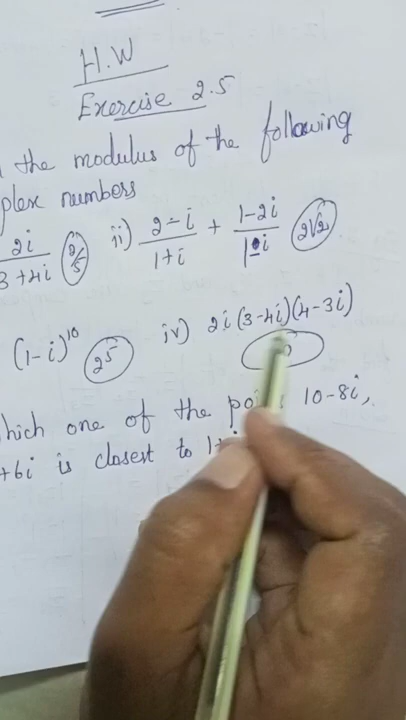 H.W
Exercise 2.5
the modulus of the following
plex numbers
2i/3+4i (2/5) ii) 2-i/1+i + 1-2i/1-i (2√2)
(1-i)^10 (2^5) iv) 2i(3-4i)(4-3i)
hich one of the poi 10-8i,
+6i is closest to 1+i